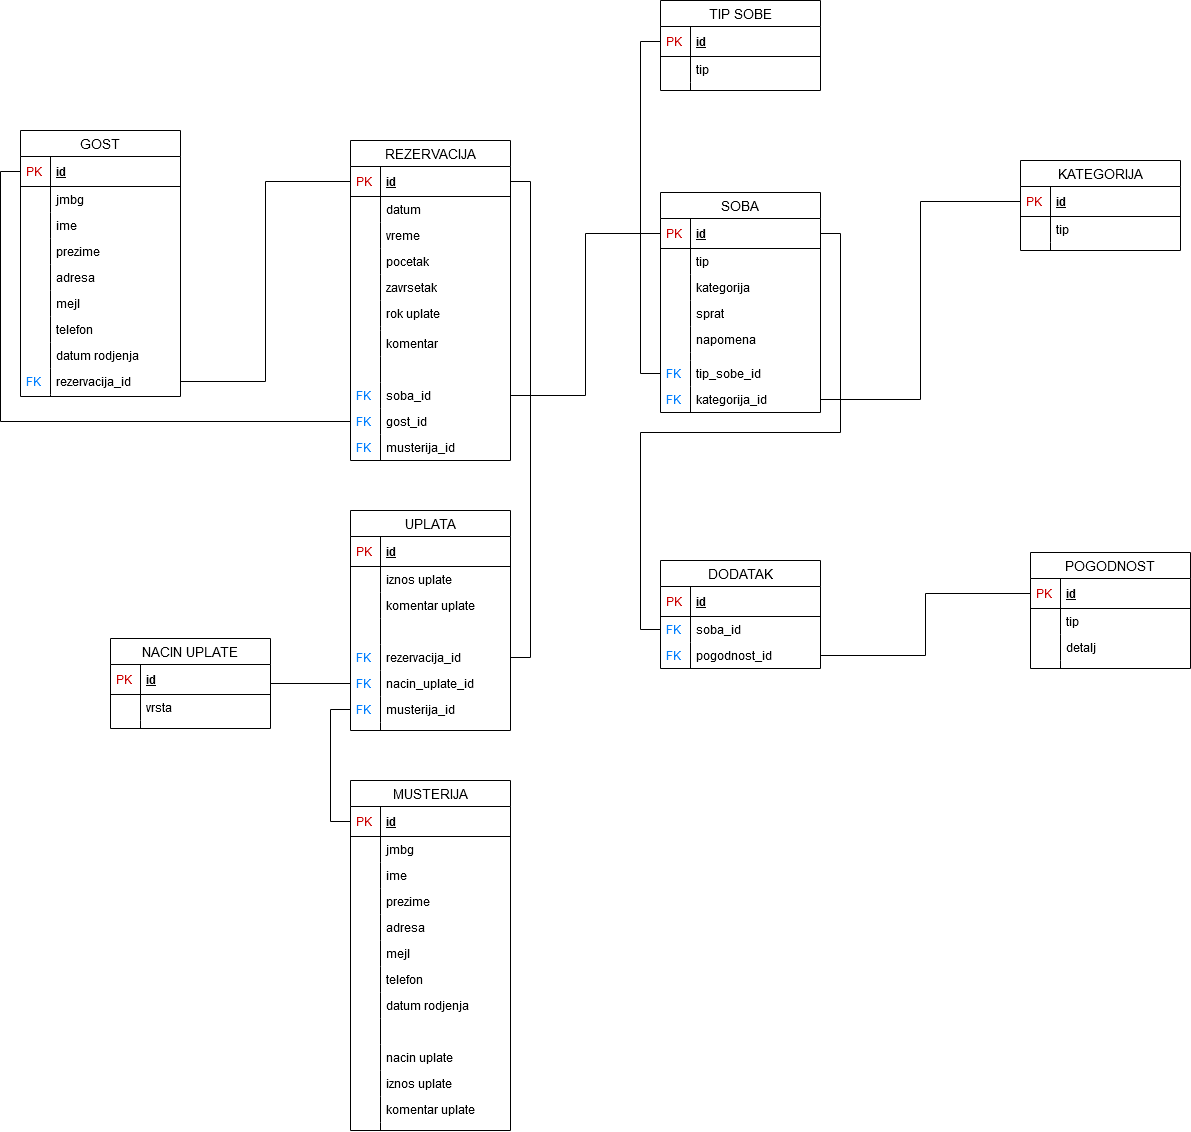 TIP SOBE
PK id
tip
GOST
PK id
jmbg
ime
prezime
adresa
mejl
telefon
datum rodjenja
FK rezervacija_id
REZERVACIJA
PK id
datum
vreme
pocetak
zavrsetak
rok uplate
komentar
FK soba_id
FK gost_id
FK musterija_id
SOBA
PK id
tip
kategorija
sprat
napomena
FK tip_sobe_id
FK kategorija_id
KATEGORIJA
PK id
tip
UPLATA
PK id
iznos uplate
komentar uplate
FK rezervacija_id
FK nacin_uplate_id
FK musterija_id
DODATAK
PK id
FK soba_id
FK pogodnost_id
POGODNOST
PK id
tip
detalj
NACIN UPLATE
PK id
vrsta
MUSTERIJA
PK id
jmbg
ime
prezime
adresa
mejl
telefon
datum rodjenja
nacin uplate
iznos uplate
komentar uplate